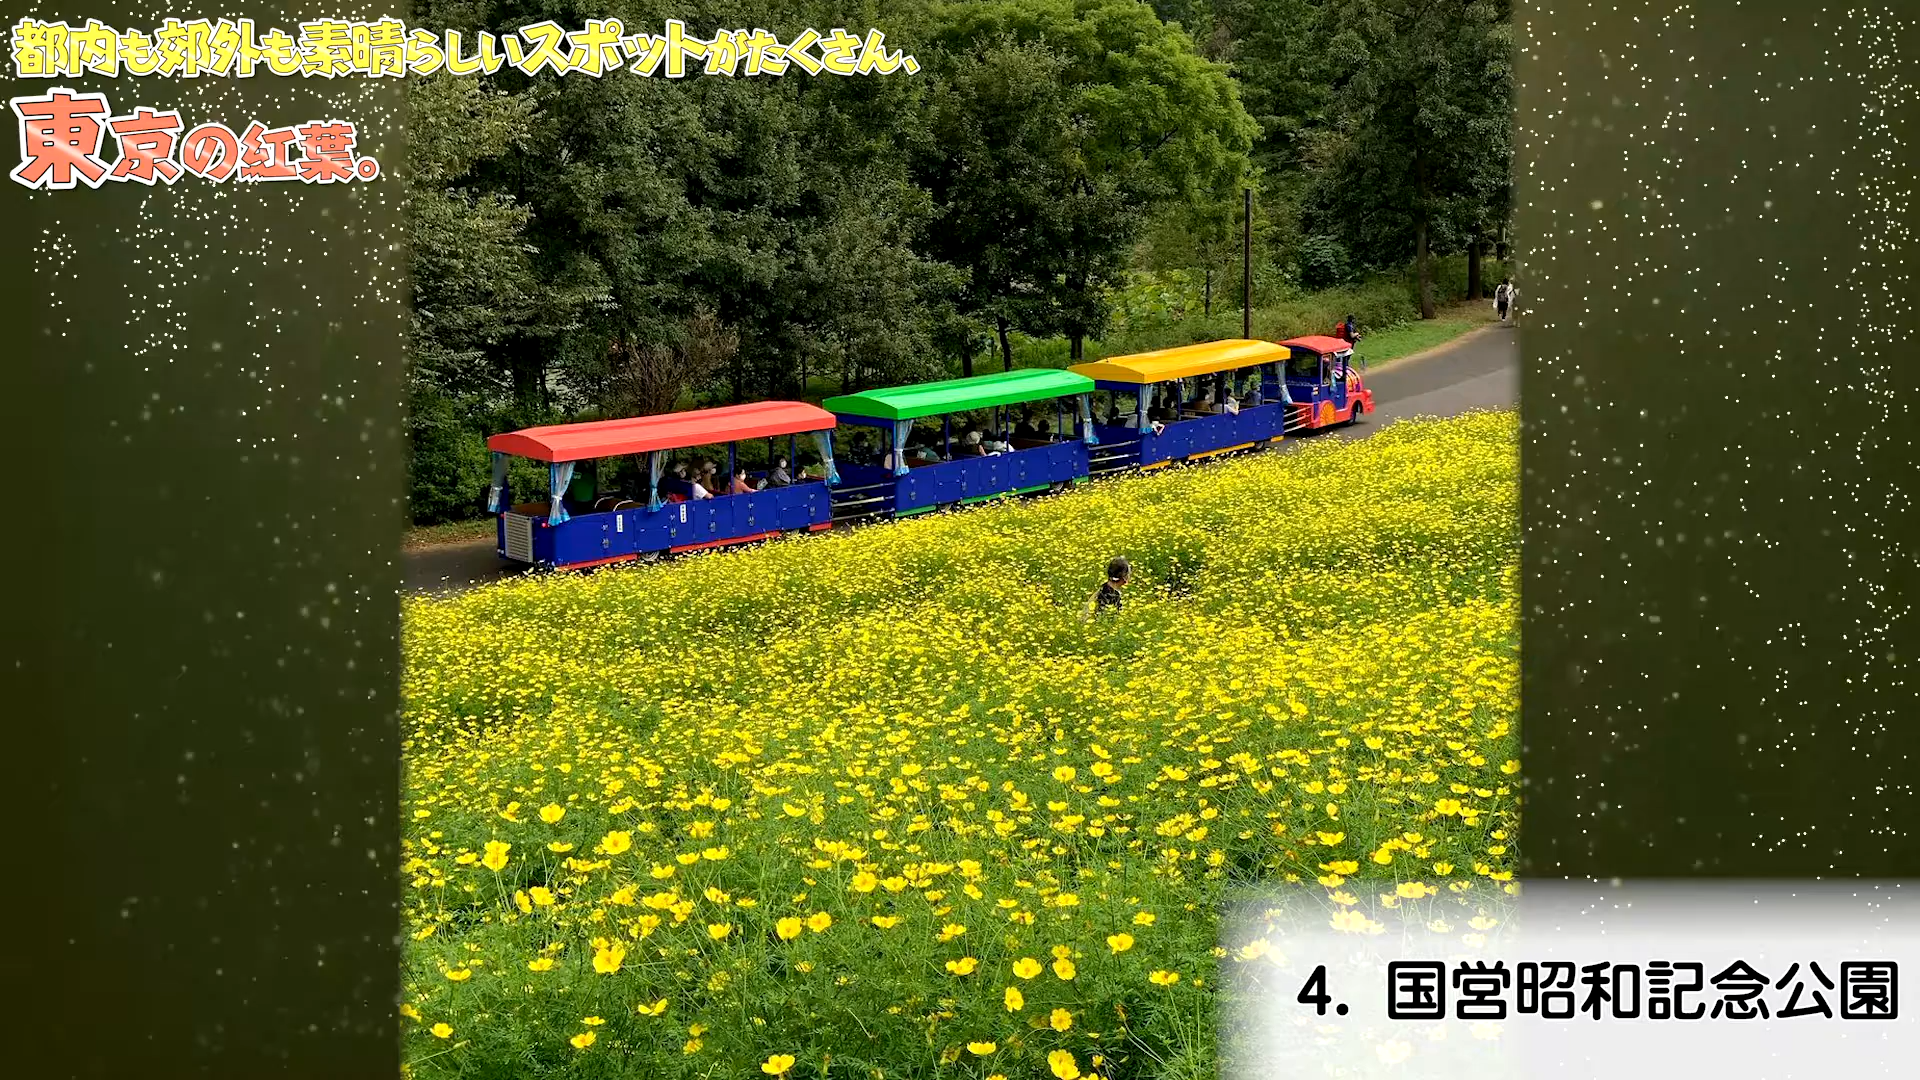 都内も郊外も素晴らしいスポットがたくさん、
東京の紅葉。
4. 国営昭和記念公園